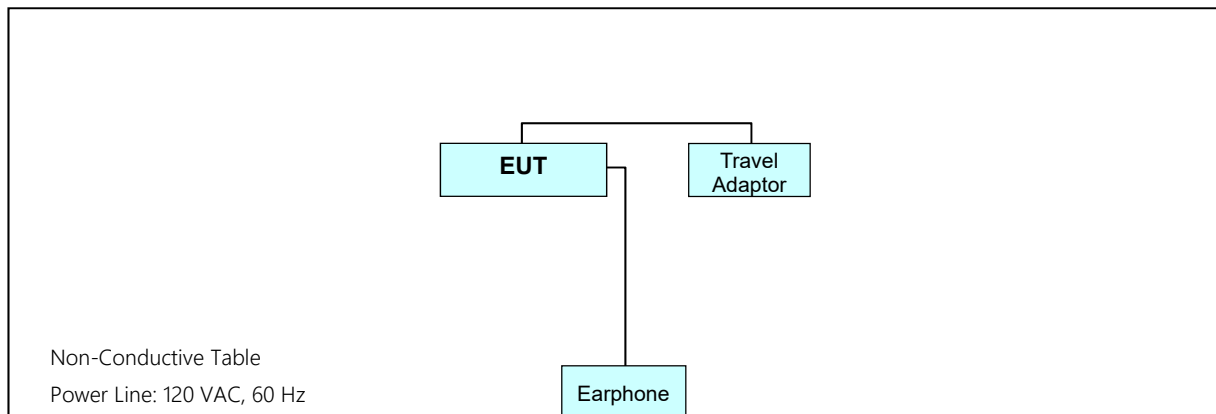 EUT
Travel
Adaptor
Non-Conductive Table
Power Line: 120 VAC, 60 Hz
Earphone